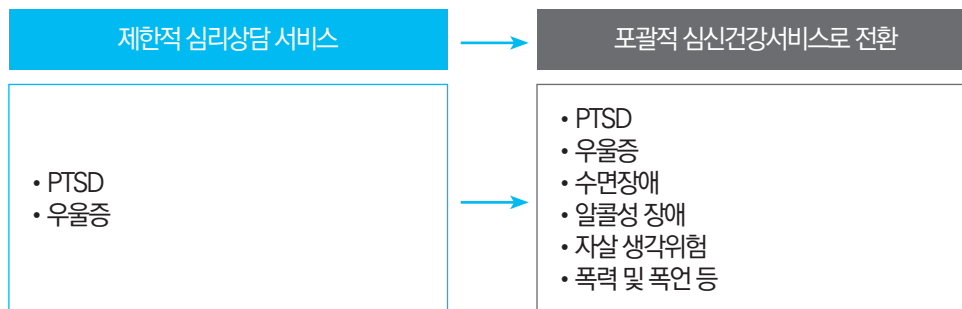 제한적 심리상담 서비스
포괄적 심신건강서비스로 전환
• PTSD
• 우울증
• PTSD
• 우울증
• 수면장애
• 알콜성 장애
• 자살 생각위험
• 폭력 및 폭언 등